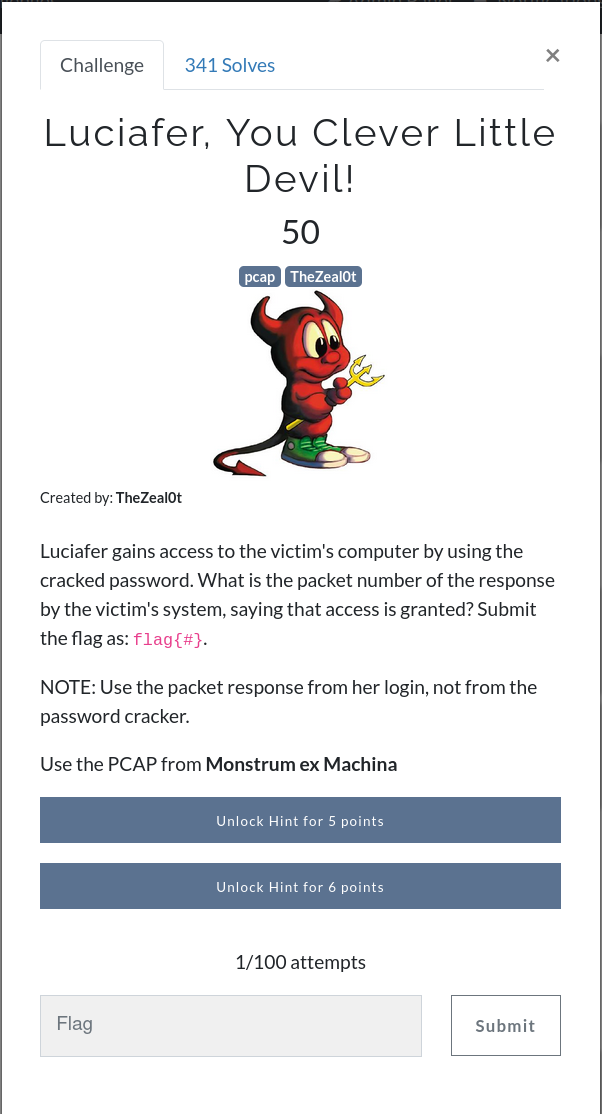 Challenge
341 Solves
×
Luciafer, You Clever Little
Devil!
50
pcap TheZeal0t
Created by: TheZeal0t
Luciafer gains access to the victim's computer by using the
cracked password. What is the packet number of the response
by the victim's system, saying that access is granted? Submit
the flag as: flag{#}.
NOTE: Use the packet response from her login, not from the
password cracker.
Use the PCAP from Monstrum ex Machina
Unlock Hint for 5 points
Unlock Hint for 6 points
1/100 attempts
Flag
Submit